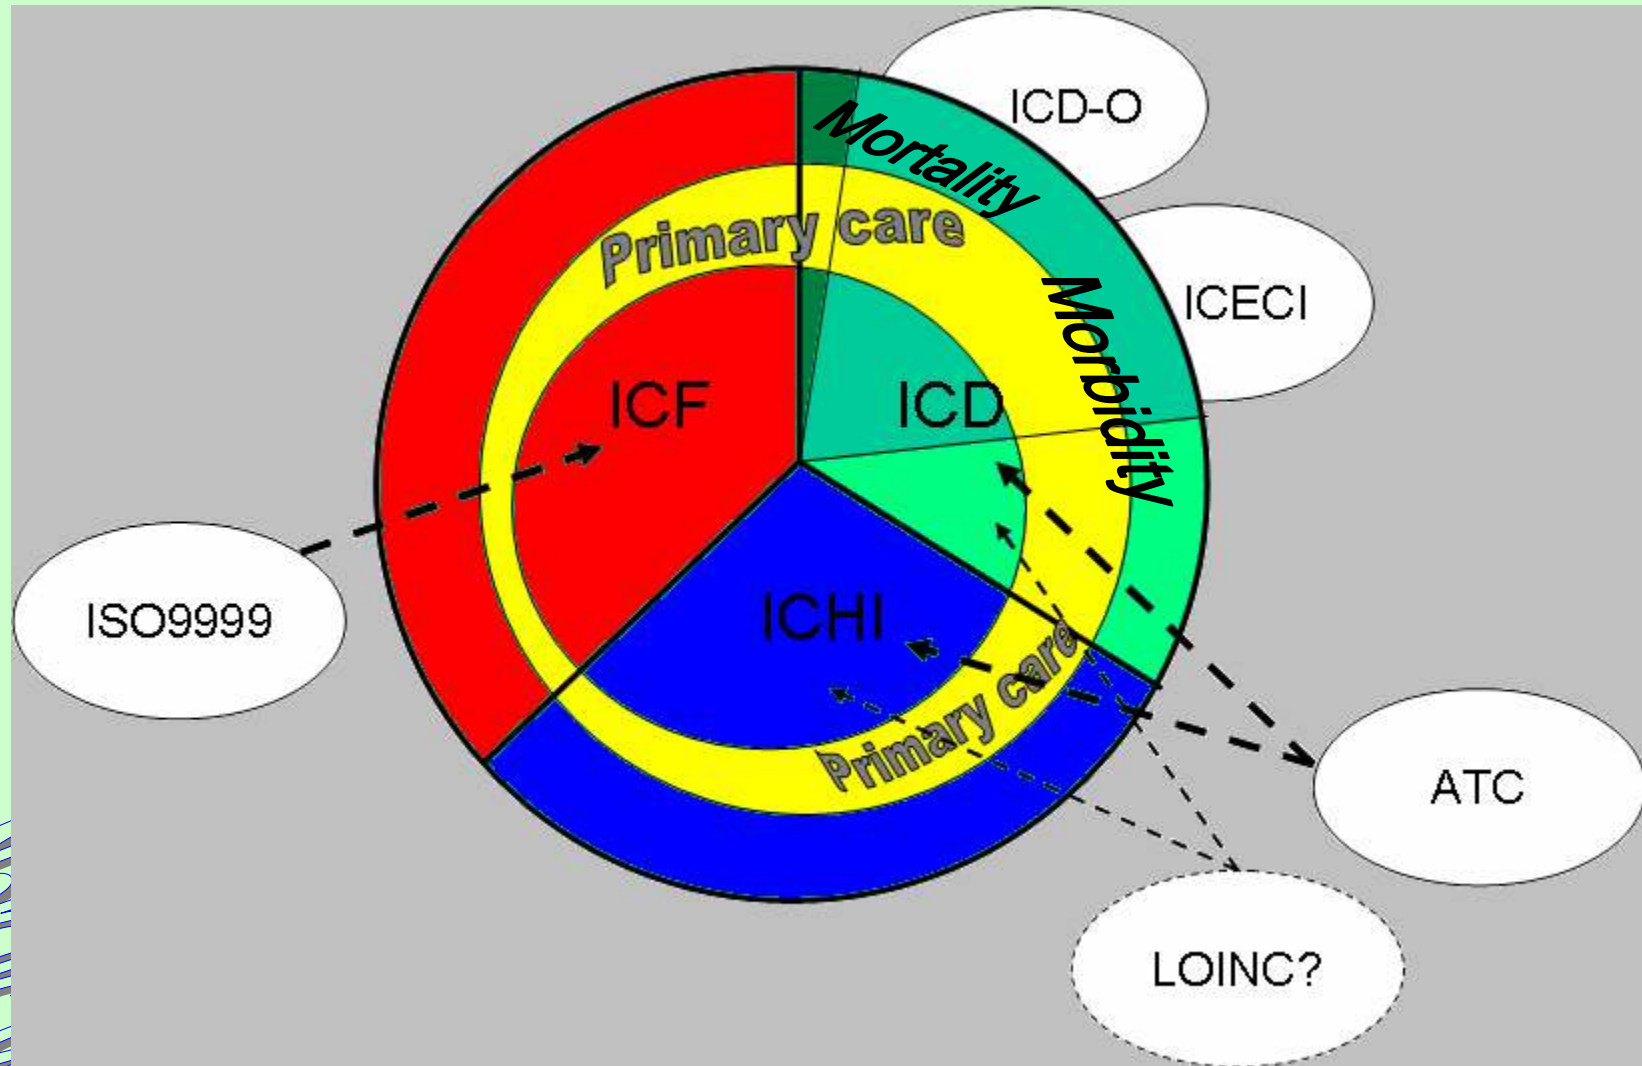 ICD-O
Mortality
Primary care
ICECI
Morbidity
ICF
ICD
ISO9999
ICHI
Primary care
ATC
LOINC?